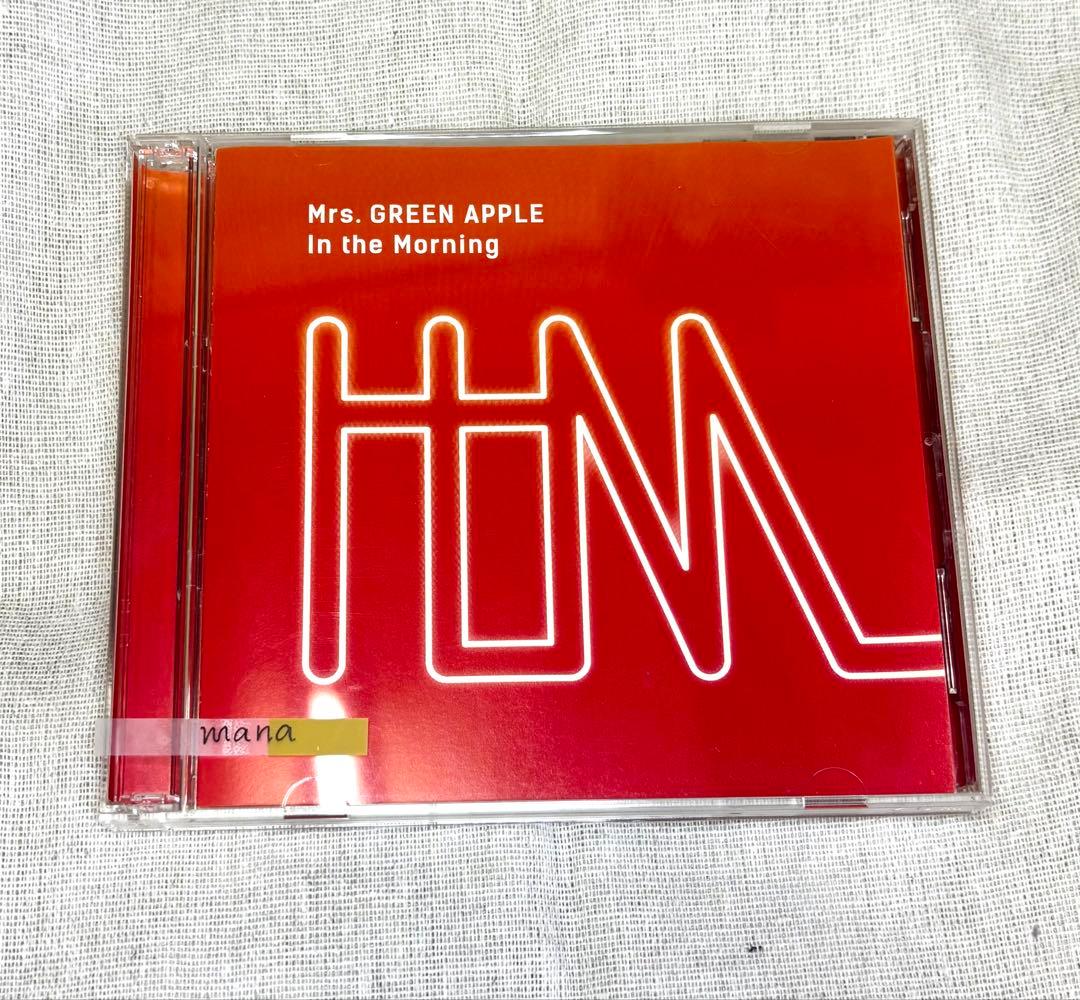 Mrs. GREEN APPLE
In the Morning
mana